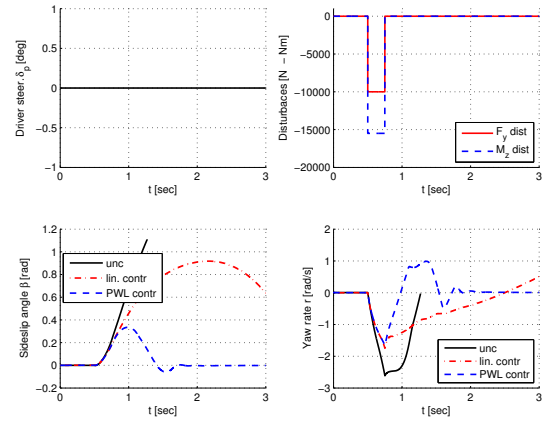 Driver steer. δp [deg]
1
0.5
0
−0.5
−1
0 1 2 3
t [sec]
Disturbaces [N − Nm]
0
−5000
−10000
−15000
−20000
Fy dist
Mz dist
0 1 2 3
t [sec]
Sideslip angle β [rad]
1.2
1
0.8
0.6
0.4
0.2
0
−0.2
unc
lin. contr
PWL contr
0 1 2 3
t [sec]
Yaw rate r [rad/s]
2
1
0
−1
−2
−3
unc
lin. contr
PWL contr
0 1 2 3
t [sec]